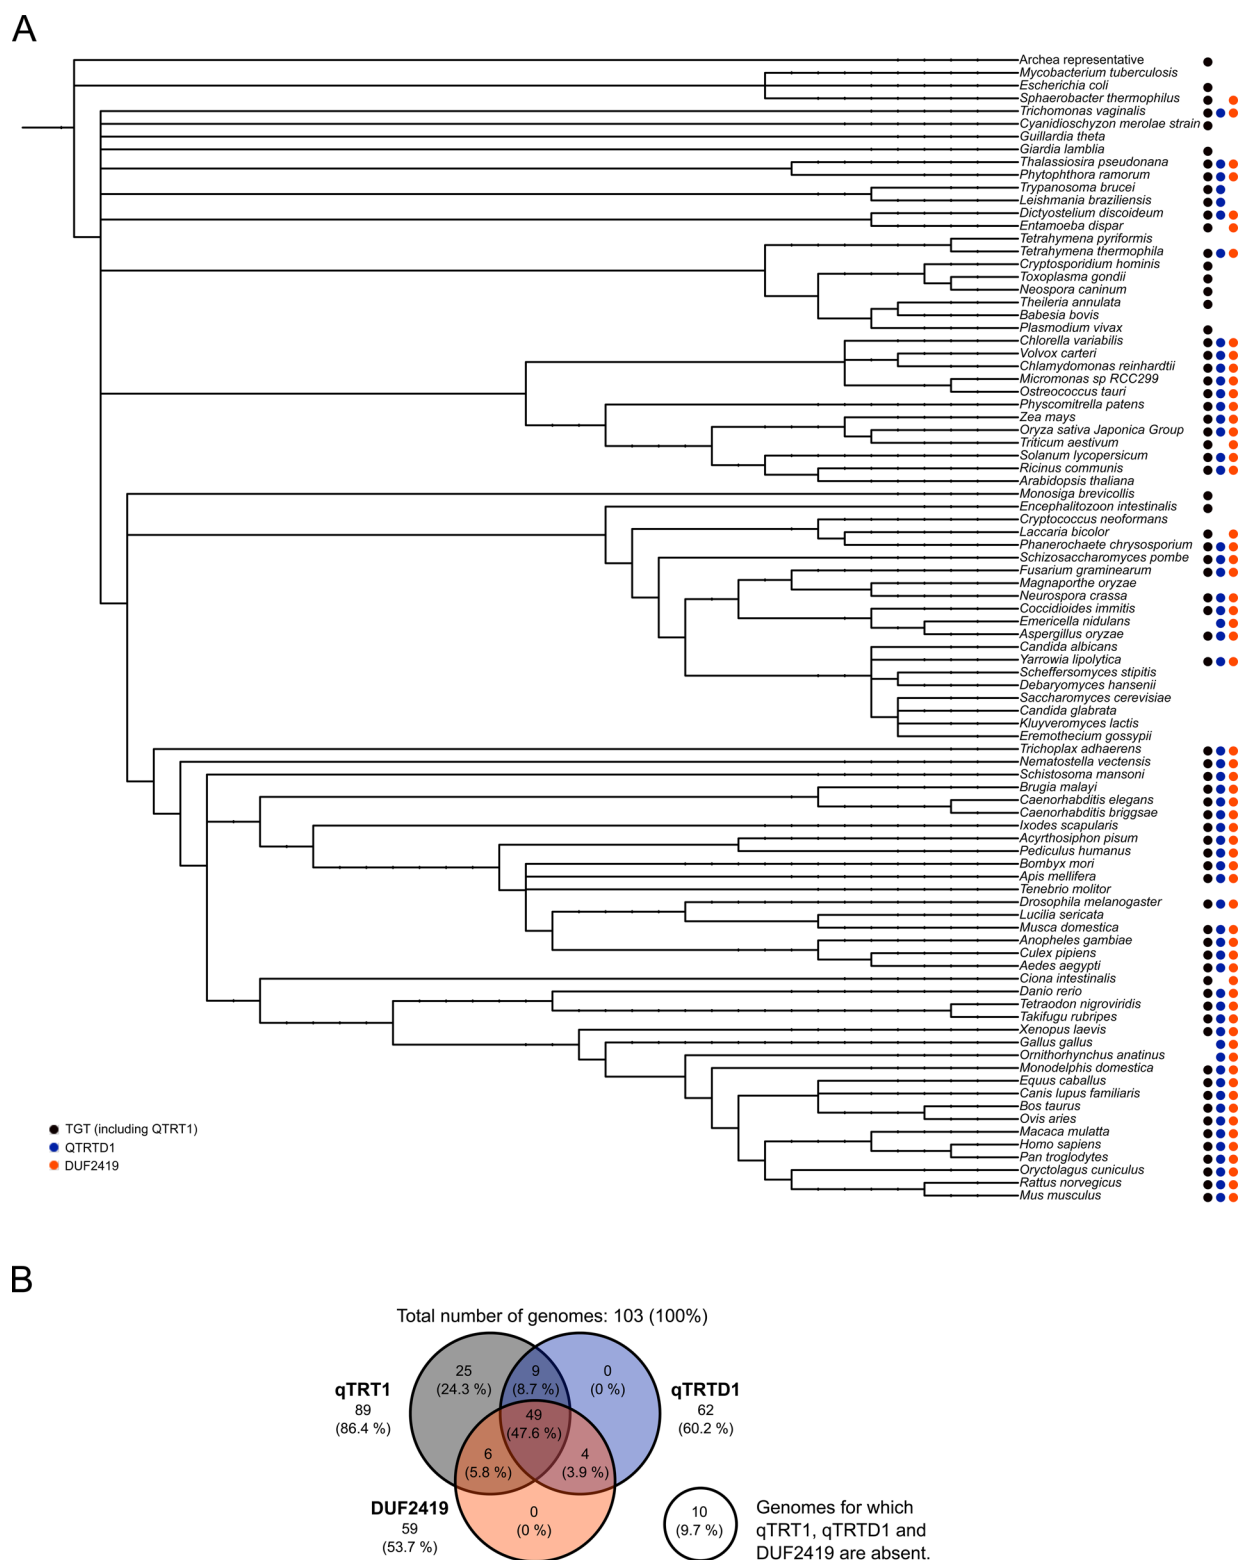 A
Archea representative
Mycobacterium tuberculosis
Escherichia coli
Sphaerobacter thermophilus
Trichomonas vaginalis
Cyanidioschyzon merolae strain
Guillardia theta
Giardia lamblia
Thalassiosira pseudonana
Phytophthora ramorum
Trypanosoma brucei
Leishmania braziliensis
Dictyostelium discoideum
Entamoeba dispar
Tetrahymena pyriformis
Tetrahymena thermophila
Cryptosporidium hominis
Toxoplasma gondii
Neospora caninum
Theileria annulata
Babesia bovis
Plasmodium vivax
Chlorella variabilis
Volvox carteri
Chlamydomonas reinhardtii
Micromonas sp RCC299
Ostreococcus tauri
Physcomitrella patens
Zea mays
Oryza sativa Japonica Group
Triticum aestivum
Solanum lycopersicum
Ricinus communis
Arabidopsis thaliana
Monosiga brevicollis
Encephalitozoon intestinalis
Cryptococcus neoformans
Laccaria bicolor
Phanerochaete chrysosporium
Schizosaccharomyces pombe
Fusarium graminearum
Magnaporthe oryzae
Neurospora crassa
Coccidioides immitis
Emericella nidulans
Aspergillus oryzae
Candida albicans
Yarrowia lipolytica
Scheffersomyces stipitis
Debaryomyces hansenii
Saccharomyces cerevisiae
Candida glabrata
Kluyveromyces lactis
Eremothecium gossypii
Trichoplax adhaerens
Nematostella vectensis
Schistosoma mansoni
Brugia malayi
Caenorhabditis elegans
Caenorhabditis briggsae
Ixodes scapularis
Acyrthosiphon pisum
Pediculus humanus
Bombyx mori
Apis mellifera
Tenebrio molitor
Drosophila melanogaster
Lucilia sericata
Musca domestica
Anopheles gambiae
Culex pipiens
Aedes aegypti
Ciona intestinalis
Danio rerio
Tetraodon nigroviridis
Takifugu rubripes
Xenopus laevis
Gallus gallus
Ornithorhynchus anatinus
Monodelphis domestica
Equus caballus
Canis lupus familiaris
Bos taurus
Ovis aries
Macaca mulatta
Homo sapiens
Pan troglodytes
Oryctolagus cuniculus
Rattus norvegicus
Mus musculus
TGT (including QTRT1)
QTRTD1
DUF2419
B
Total number of genomes: 103 (100%)
qTRT1
89
(86.4 %)
25
(24.3 %)
9
(8.7 %)
0
(0 %)
qTRTD1
62
(60.2 %)
49
(47.6 %)
6
(5.8 %)
4
(3.9 %)
DUF2419
59
(53.7 %)
0
(0 %)
10
(9.7 %)
Genomes for which
qTRT1, qTRTD1 and
DUF2419 are absent.